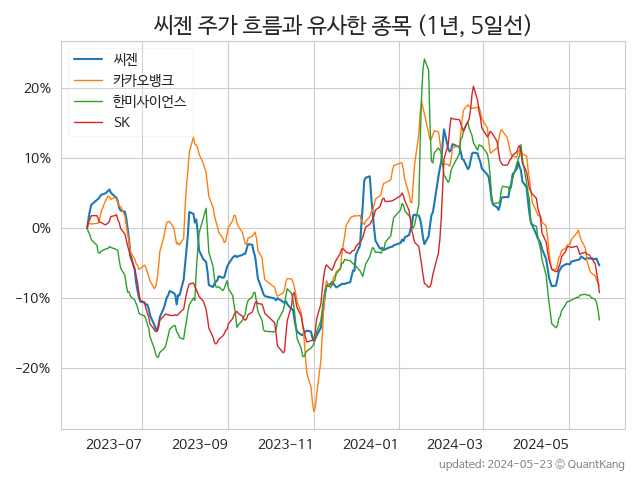 씨젠 주가 흐름과 유사한 종목 (1년, 5일선)
씨젠
카카오뱅크
한미사이언스
SK
20%
10%
0%
−10%
−20%
2023−07
2023−09
2023−11
2024−01
2024−03
2024−05
updated: 2024-05-23 ⓒ QuantKang